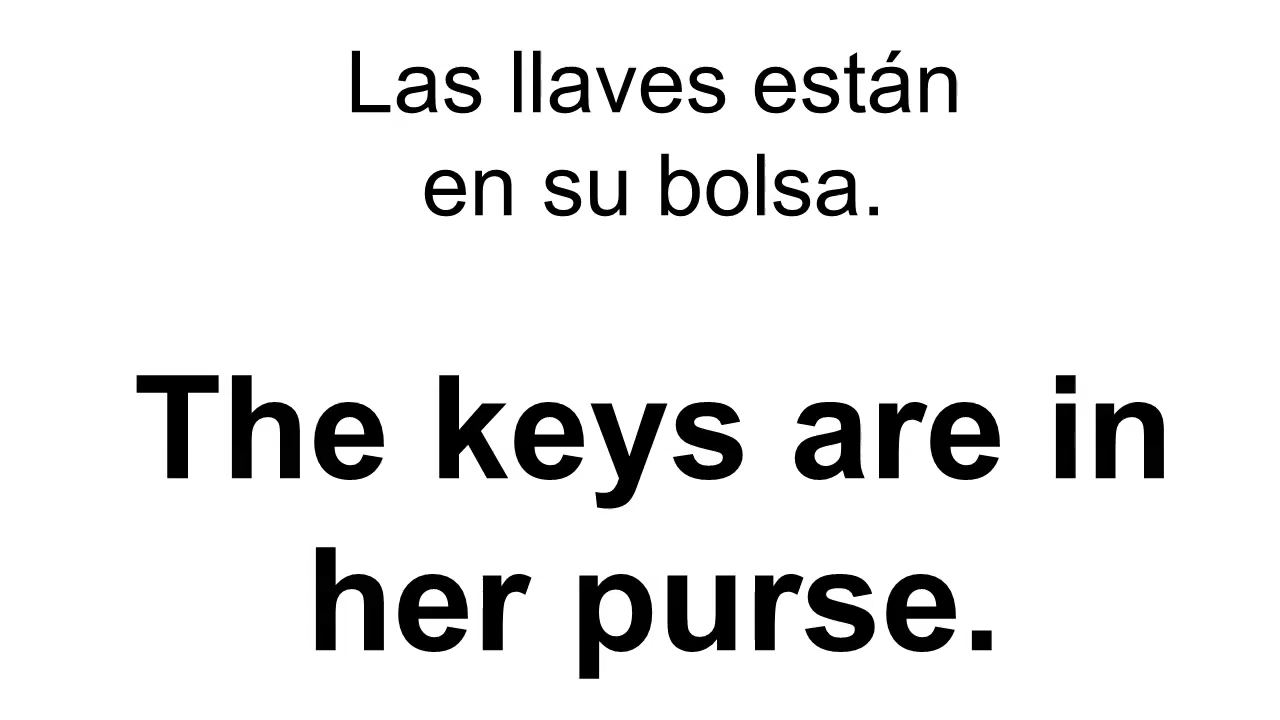 Las llaves están
en su bolsa.
The keys are in
her purse.